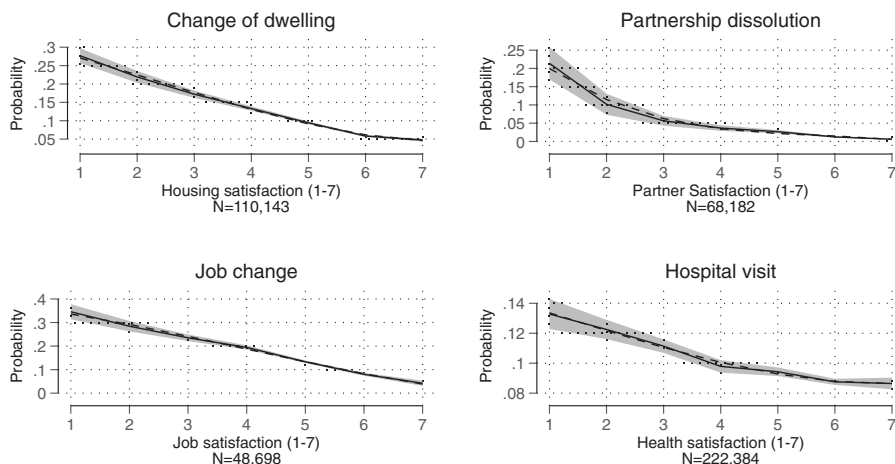 Change of dwelling
Probability
.3
.25
.2
.15
.1
.05
1 2 3 4 5 6 7
Housing satisfaction (1-7)
N=110,143
Partnership dissolution
Probability
.25
.2
.15
.1
.05
0
1 2 3 4 5 6 7
Partner Satisfaction (1-7)
N=68,182
Job change
Probability
.4
.3
.2
.1
0
1 2 3 4 5 6 7
Job satisfaction (1-7)
N=48,698
Hospital visit
Probability
.14
.12
.1
.08
1 2 3 4 5 6 7
Health satisfaction (1-7)
N=222,384